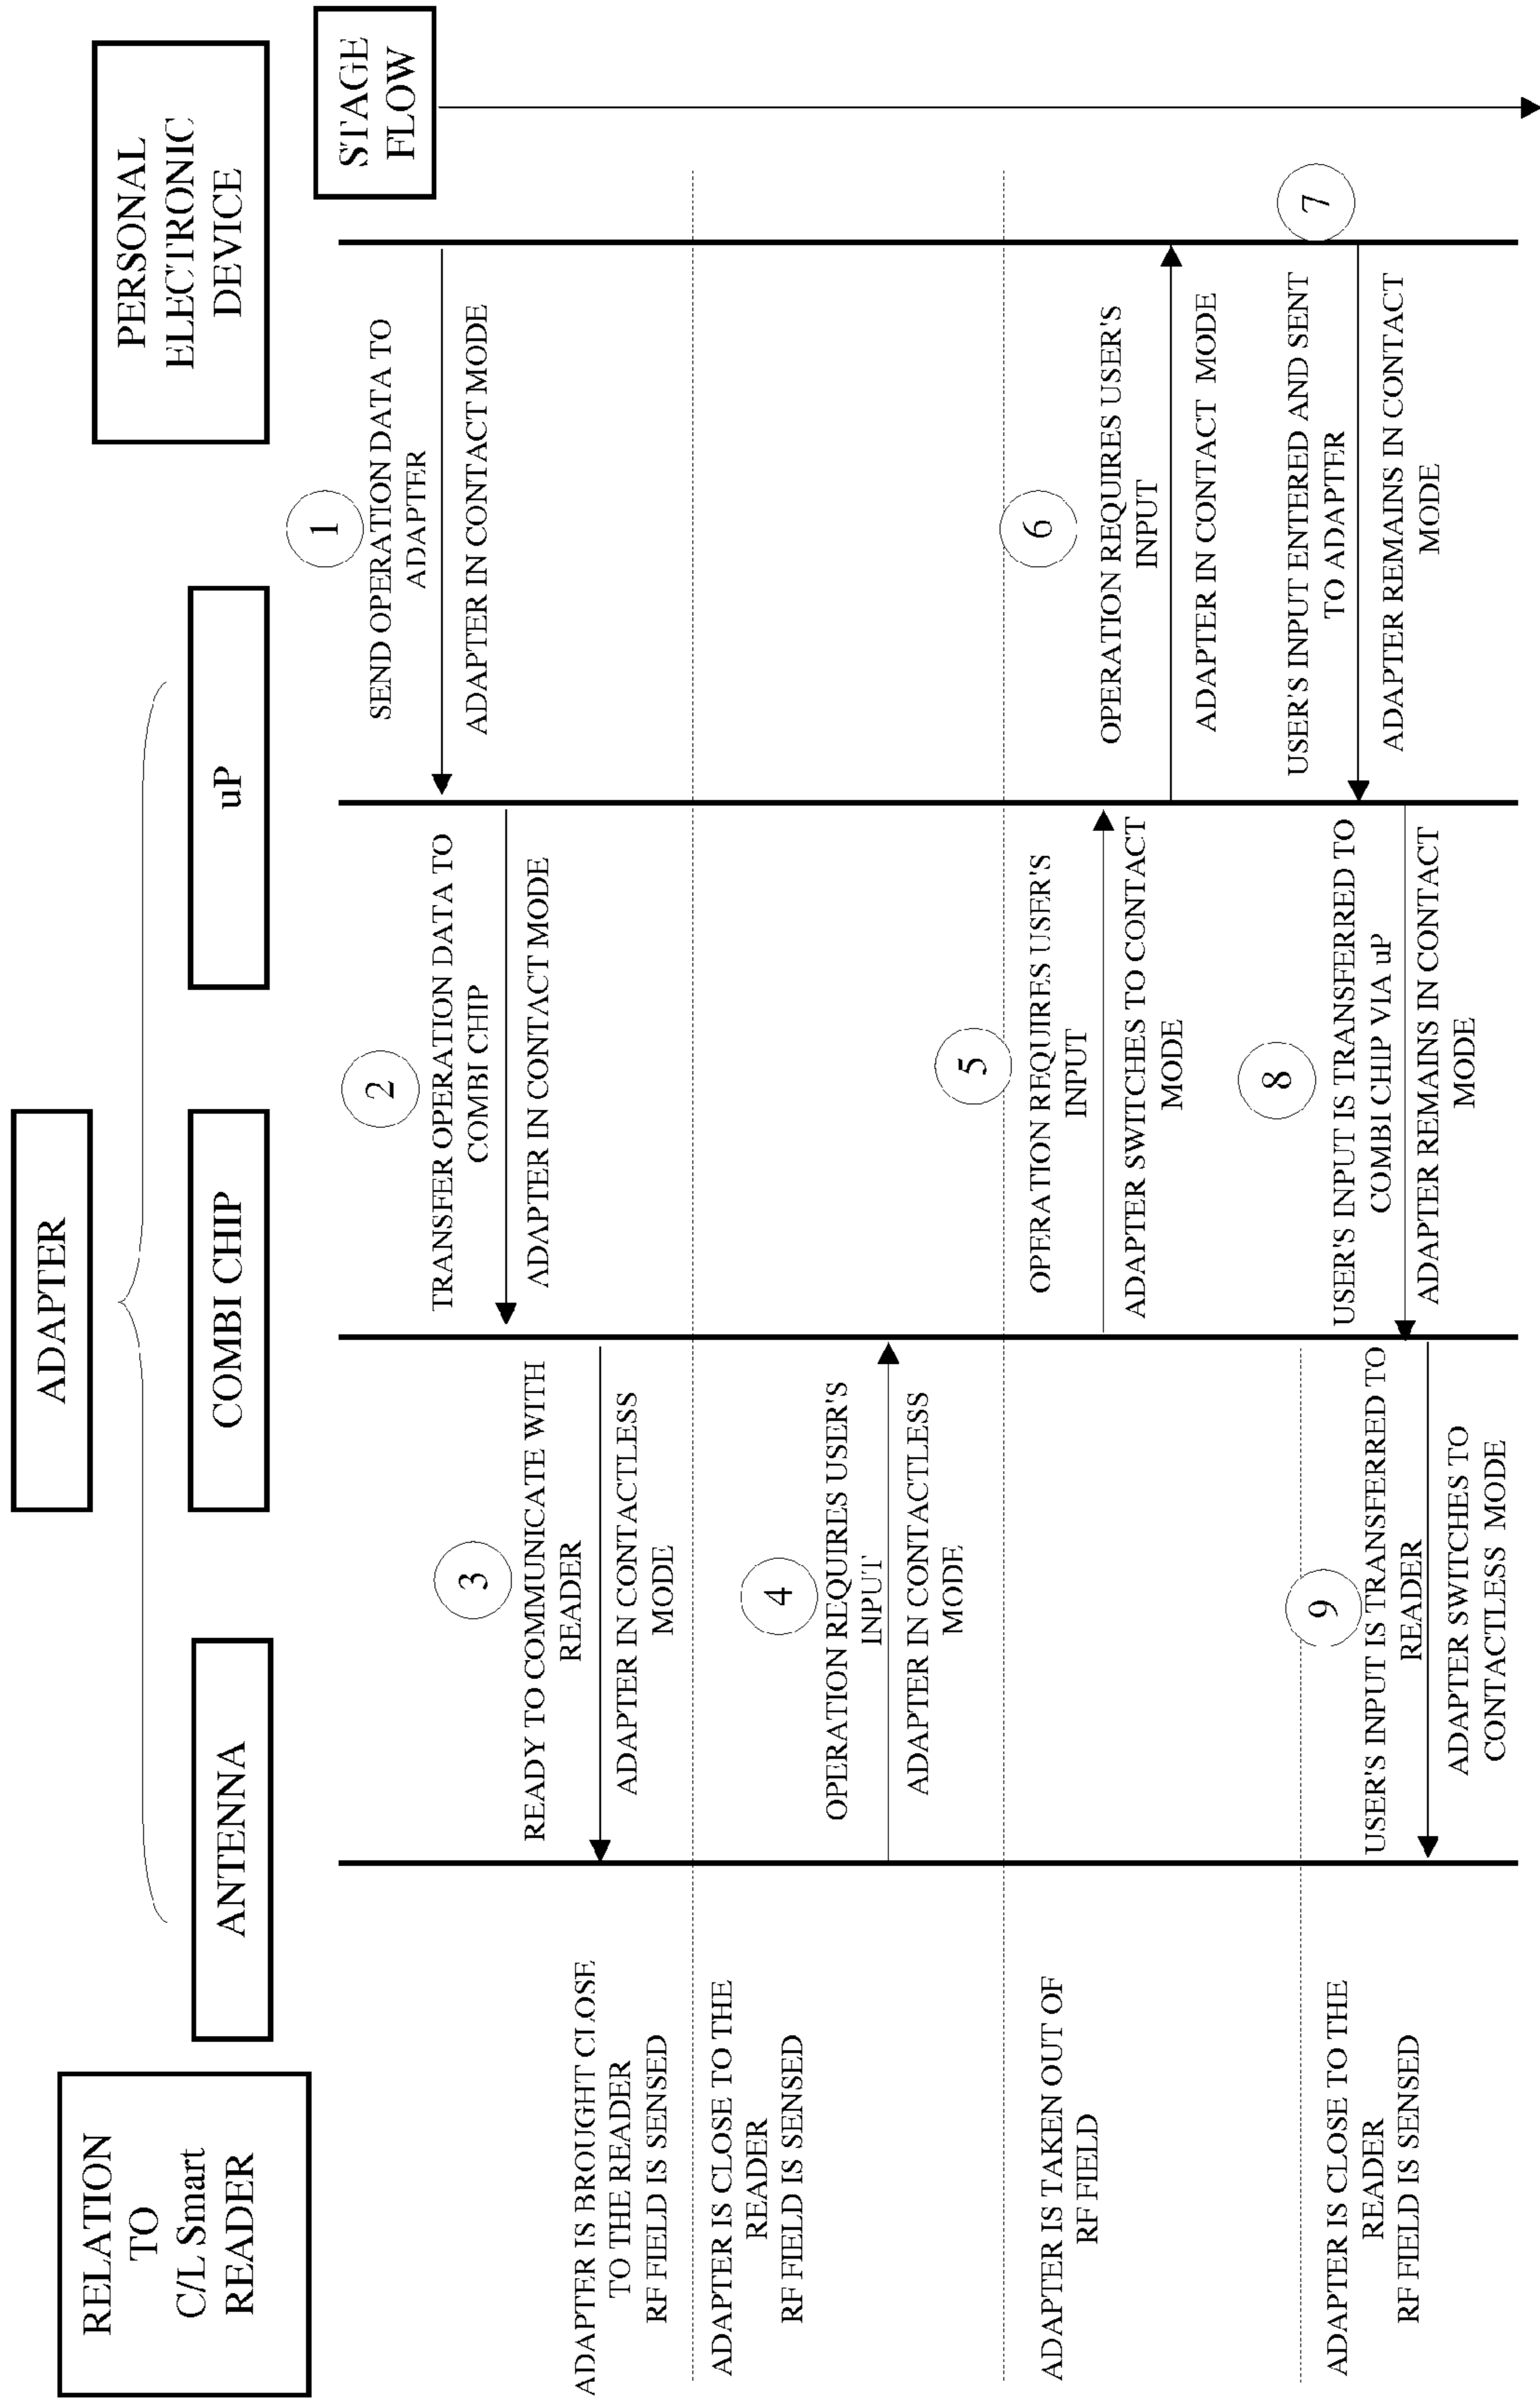 ADAPTER
RELATION
TO
C/L Smart
READER
ANTENNA
COMBI CHIP
uP
PERSONAL
ELECTRONIC
DEVICE
STAGE
FLOW
1
SEND OPERATION DATA TO
ADAPTER
ADAPTER IN CONTACT MODE
2
TRANSFER OPERATION DATA TO
COMBI CHIP
ADAPTER IN CONTACT MODE
3
READY TO COMMUNICATE WITH
READER
ADAPTER IN CONTACTLESS
MODE
ADAPTER IS BROUGHT CLOSE
TO THE READER
RF FIELD IS SENSED
ADAPTER IS CLOSE TO THE
READER
RF FIELD IS SENSED
4
OPERATION REQUIRES USER'S
INPUT
ADAPTER IN CONTACTLESS
MODE
5
OPERATION REQUIRES USER'S
INPUT
ADAPTER SWITCHES TO CONTACT
MODE
6
OPERATION REQUIRES USER'S
INPUT
ADAPTER IN CONTACT MODE
ADAPTER IS TAKEN OUT OF
RF FIELD
7
USER'S INPUT ENTERED AND SENT
TO ADAPTER
ADAPTER REMAINS IN CONTACT
MODE
8
USER'S INPUT IS TRANSFERRED TO
COMBI CHIP VIA uP
ADAPTER REMAINS IN CONTACT
MODE
9
USER'S INPUT IS TRANSFERRED TO
READER
ADAPTER SWITCHES TO
CONTACTLESS MODE
ADAPTER IS CLOSE TO THE
READER
RF FIELD IS SENSED